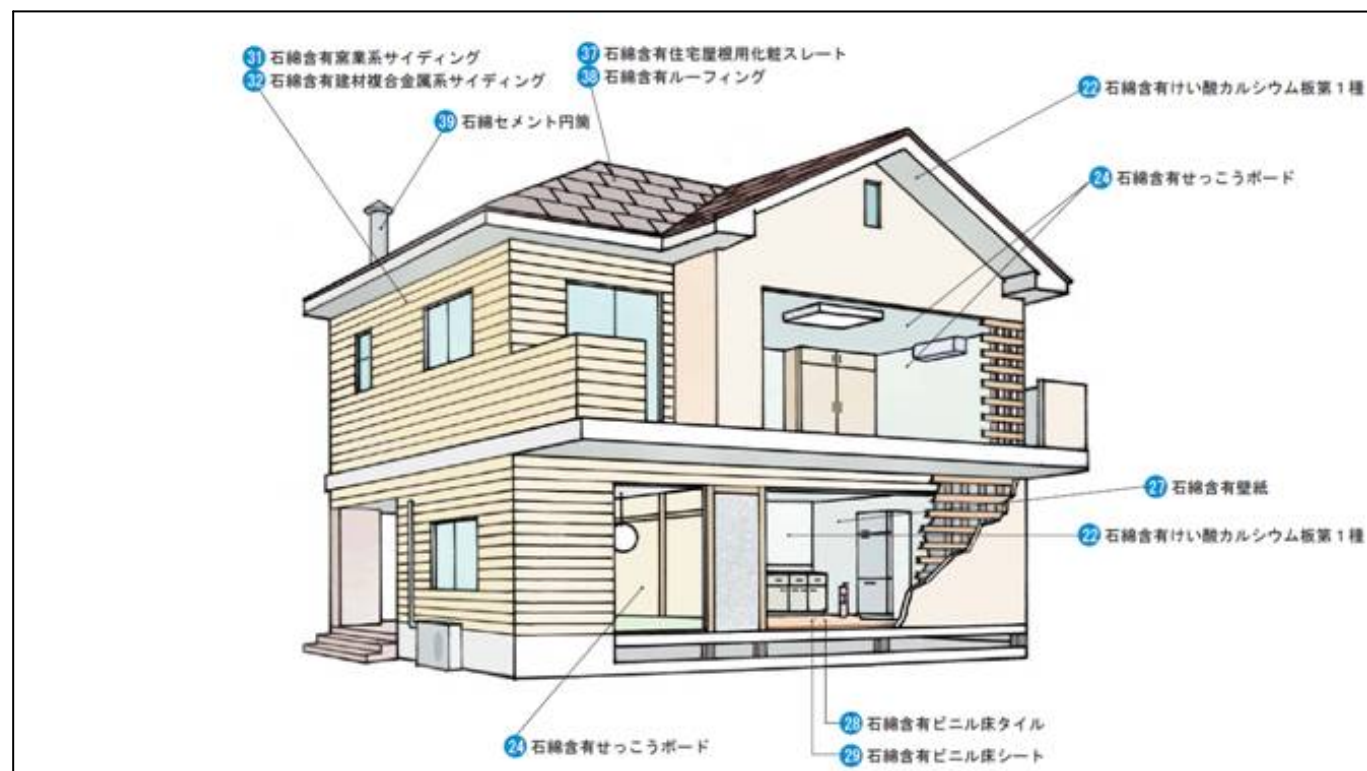 31 石綿含有窯業系サイディング
32 石綿含有建材複合金属系サイディング
37 石綿含有住宅屋根用化粧スレート
38 石綿含有ルーフィング
22 石綿含有けい酸カルシウム板第1種
39 石綿セメント円筒
24 石綿含有せっこうボード
27 石綿含有壁紙
22 石綿含有けい酸カルシウム板第1種
28 石綿含有ビニル床タイル
24 石綿含有せっこうボード
29 石綿含有ビニル床シート